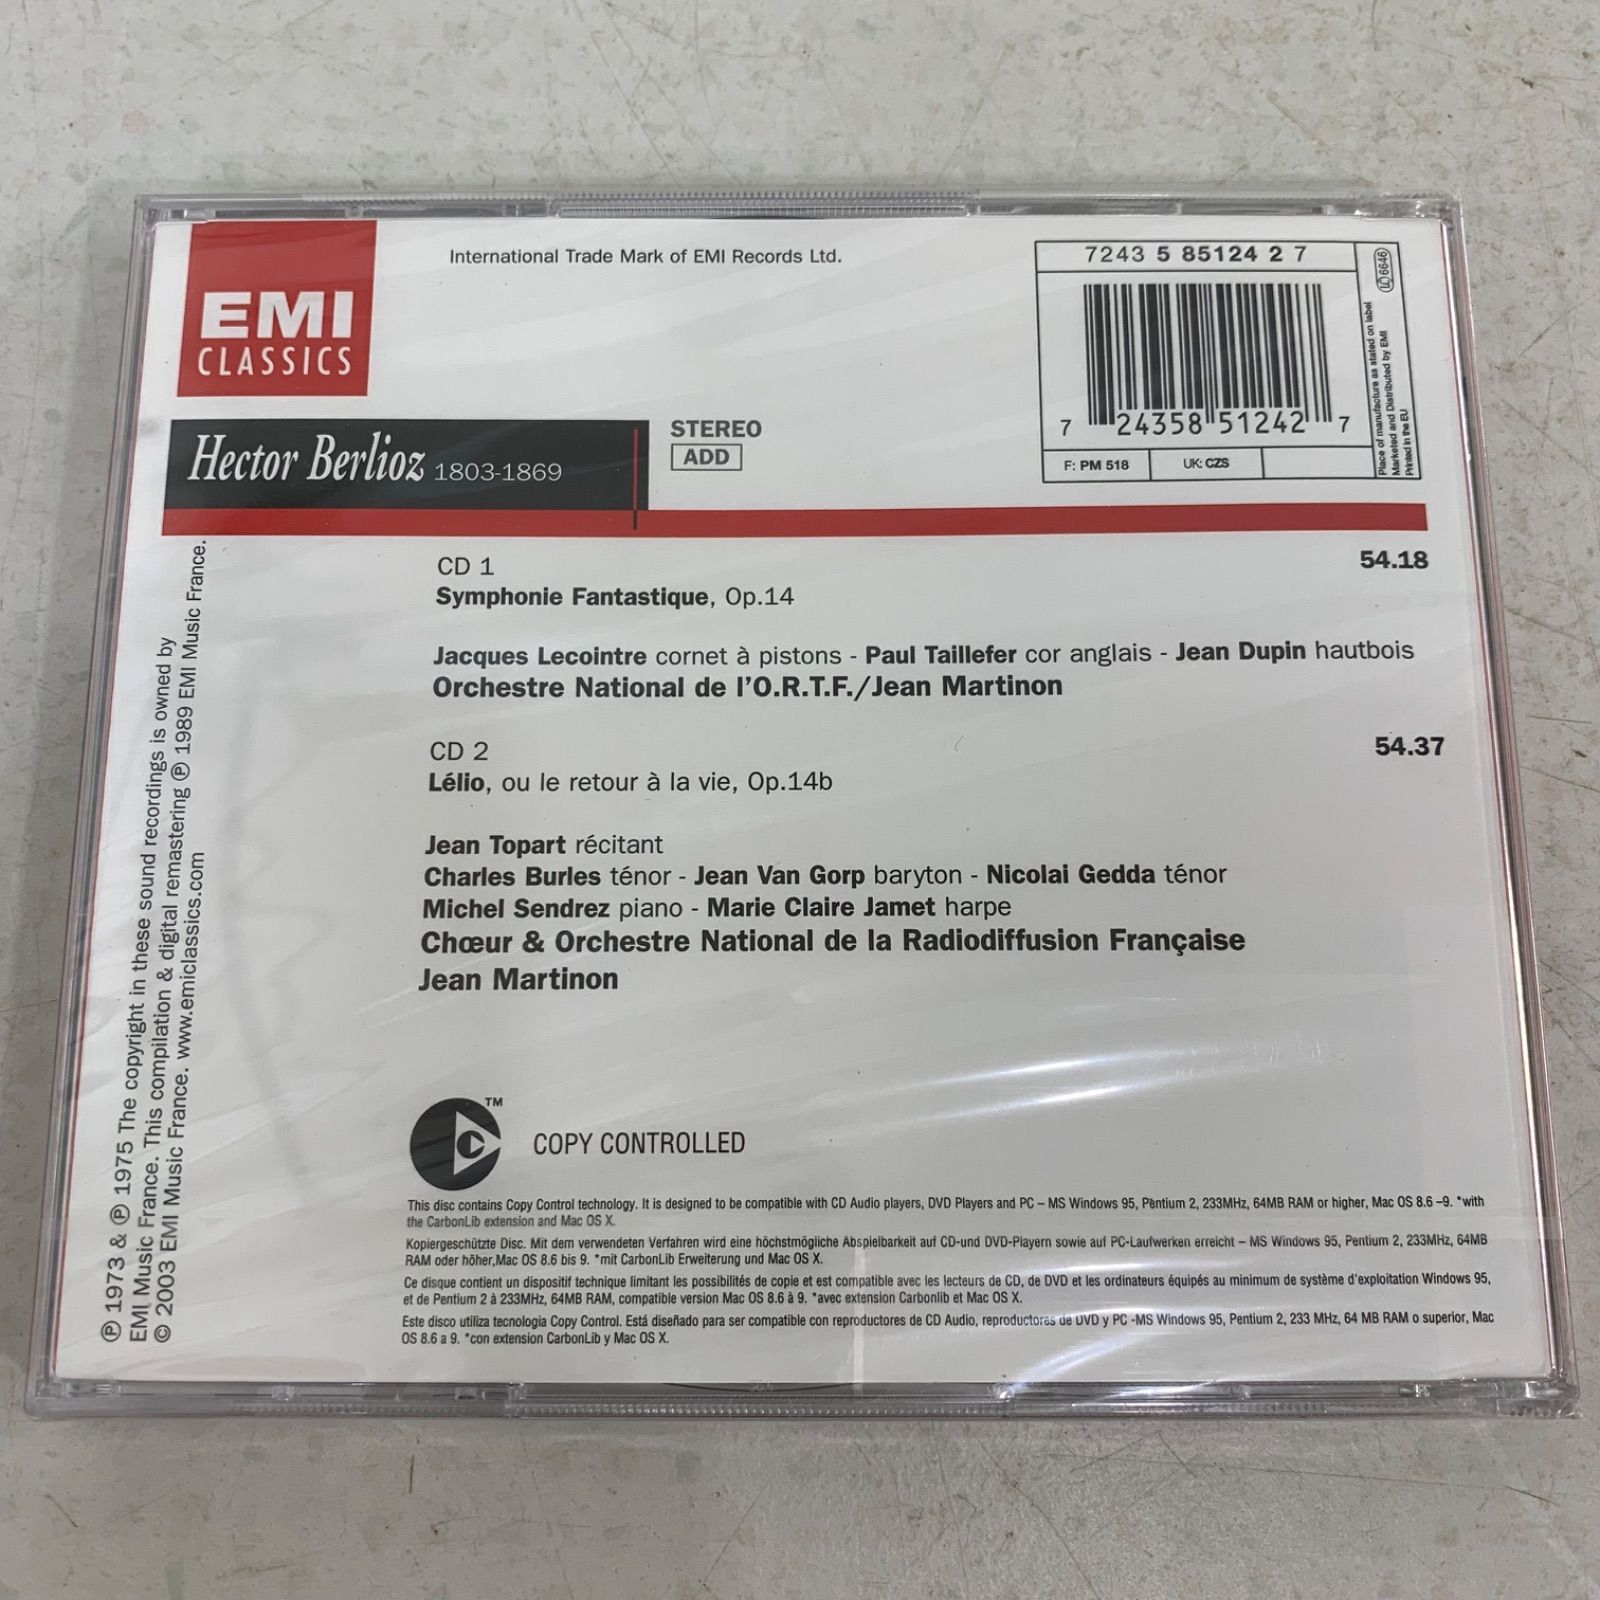 EMI
CLASSICS
International Trade Mark of EMI Records Ltd.
7243 5 85124 2 7
7 24358 51242 7
F: PM 518
UK: CZS
LC 6646
Place of manufacture as stated on label
Marketed and Distributed by EMI
Printed in the EU
Hector Berlioz 1803-1869
STEREO
ADD
CD 1 54.18
Symphonie Fantastique, Op.14
Jacques Lecointre cornet à pistons - Paul Taillefer cor anglais - Jean Dupin hautbois
Orchestre National de l'O.R.T.F./Jean Martinon
CD 2 54.37
Lélio, ou le retour à la vie, Op.14b
Jean Topart récitant
Charles Burles ténor - Jean Van Gorp baryton - Nicolai Gedda ténor
Michel Sendrez piano - Marie Claire Jamet harpe
Chœur & Orchestre National de la Radiodiffusion Française
Jean Martinon
℗ 1973 & ℗ 1975 The copyright in these sound recordings is owned by
EMI Music France. This compilation & digital remastering ℗ 1989 EMI Music France.
© 2003 EMI Music France. www.emiclassics.com
TM
COPY CONTROLLED
This disc contains Copy Control technology. It is designed to be compatible with CD Audio players, DVD Players and PC – MS Windows 95, Pentium 2, 233MHz, 64MB RAM or higher, Mac OS 8.6 –9. *with
the CarbonLib extension and Mac OS X.
Kopiergeschützte Disc. Mit dem verwendeten Verfahren wird eine höchstmögliche Abspielbarkeit auf CD-und DVD-Playern sowie auf PC-Laufwerken erreicht – MS Windows 95, Pentium 2, 233MHz, 64MB
RAM oder höher,Mac OS 8.6 bis 9. *mit CarbonLib Erweiterung und Mac OS X.
Ce disque contient un dispositif technique limitant les possibilités de copie et est compatible avec les lecteurs de CD, de DVD et les ordinateurs équipés au minimum de système d'exploitation Windows 95,
et de Pentium 2 à 233MHz, 64MB RAM, compatible version Mac OS 8.6 à 9. *avec extension Carbonlib et Mac OS X.
Este disco utiliza tecnologia Copy Control. Está diseñado para ser compatible con reproductores de CD Audio, reproductores de DVD y PC -MS Windows 95, Pentium 2, 233 MHz, 64 MB RAM o superior, Mac
OS 8.6 a 9. *con extension CarbonLib y Mac OS X.